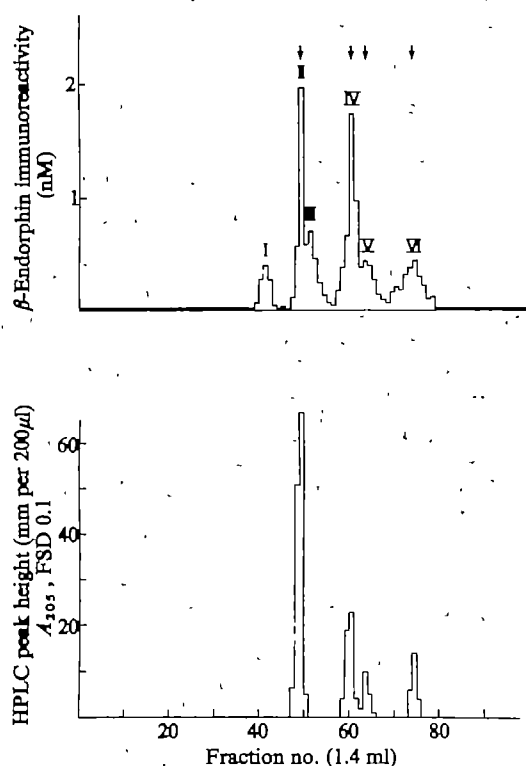 β-Endorphin immunoreactivity
(nM)
2
1
I
II
III
IV
V
VI
HPLC peak height (mm per 200μl)
A₂₀₅, FSD 0.1
60
40
20
20
40
60
80
Fraction no. (1.4 ml)